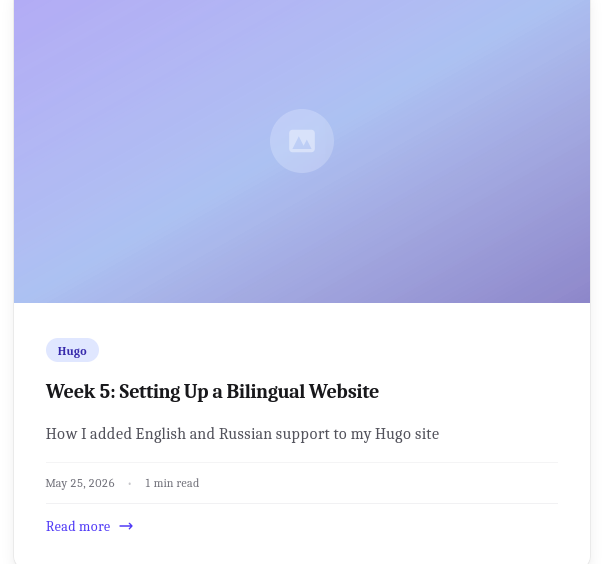 Hugo
Week 5: Setting Up a Bilingual Website
How I added English and Russian support to my Hugo site
May 25, 2026 • 1 min read
Read more →